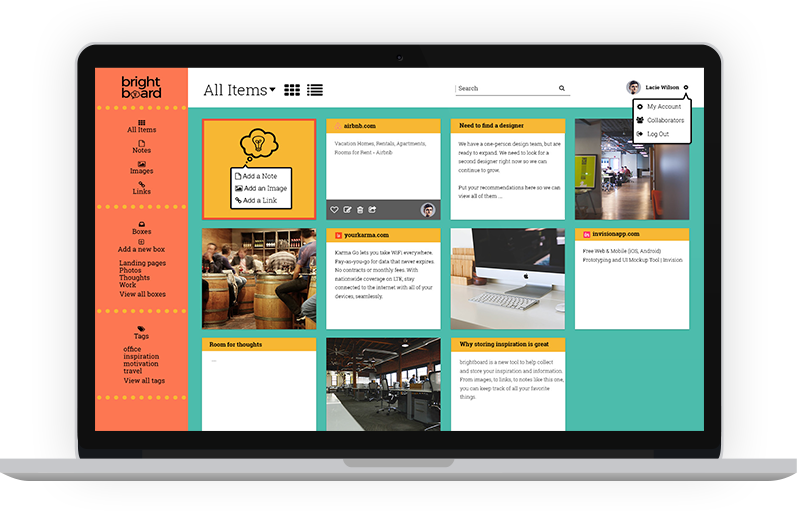 bright
board
All Items
Search
Lacie Wilson
My Account
Collaborators
Log Out
All Items
Notes
Images
Links
Boxes
Add a new box
Landing pages
Photos
Thoughts
Work
View all boxes
Tags
office
inspiration
motivation
travel
View all tags
Add a Note
Add an Image
Add a Link
airbnb.com
Vacation Homes, Rentals, Apartments,
Rooms for Rent - Airbnb
Need to find a designer
We have a one-person design team, but are
ready to expand. We need to look for a
second designer right now so we can
continue to grow.
Put your recommendations here so we can
view all of them ...
yourkarma.com
Karma Go lets you take WiFi everywhere.
Pay-as-you-go for data that never expires.
No contracts or monthly fees. With
nationwide coverage on LTE, stay
connected to the internet with all of your
devices, seamlessly.
invisionapp.com
Free Web & Mobile (iOS, Android)
Prototyping and UI Mockup Tool | Invision
Room for thoughts
...
Why storing inspiration is great
brightboard is a new tool to help collect
and store your inspiration and information.
From images, to links, to notes like this one,
you can keep track of all your favorite
things.